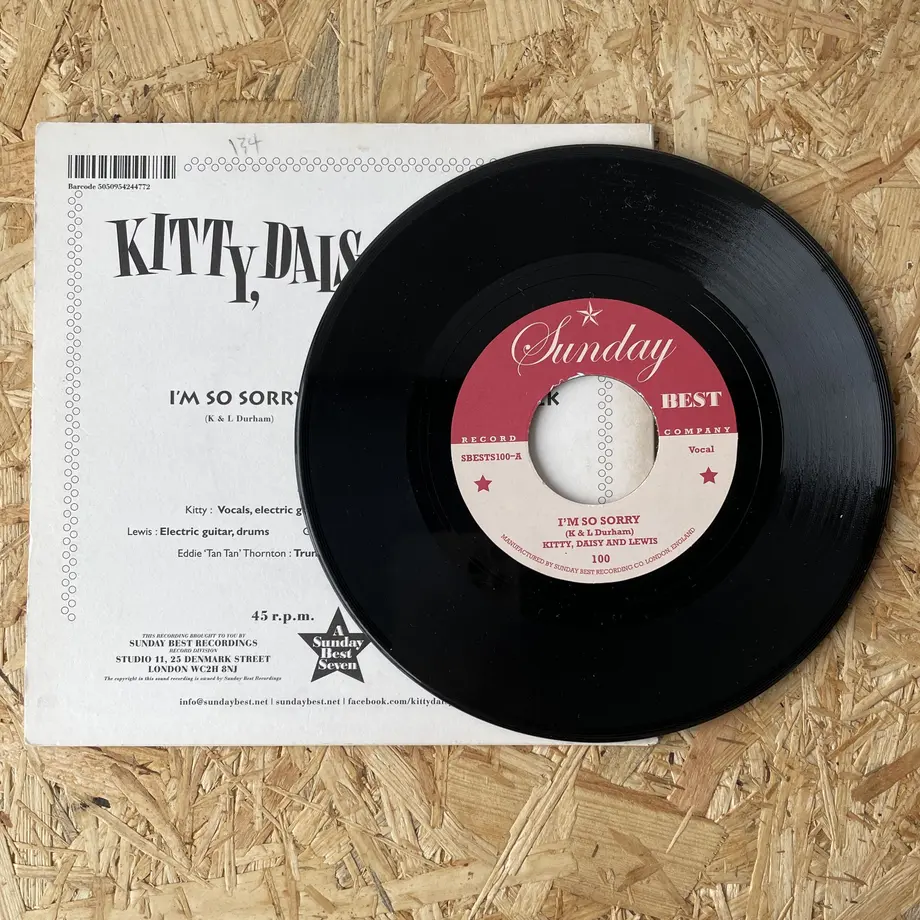 134
Barcode 5050954244772
KITTY, DAIS
I'M SO SORRY
(K & L Durham)
Kitty : Vocals, electric g
Lewis : Electric guitar, drums
Eddie 'Tan Tan' Thornton : Tru
45 r.p.m.
A
Sunday
Best
Seven
THIS RECORDING BROUGHT TO YOU BY
SUNDAY BEST RECORDINGS
RECORD DIVISION
STUDIO 11, 25 DENMARK STREET
LONDON WC2H 8NJ
The copyright in this sound recording is owned by Sunday Best Recordings
info@sundaybest.net | sundaybest.net | facebook.com/kittydais
Sunday
BEST
RECORD COMPANY
SBESTS100-A
Vocal
I'M SO SORRY
(K & L Durham)
KITTY, DAISY AND LEWIS
100
MANUFACTURED BY SUNDAY BEST RECORDING CO. LONDON, ENGLAND